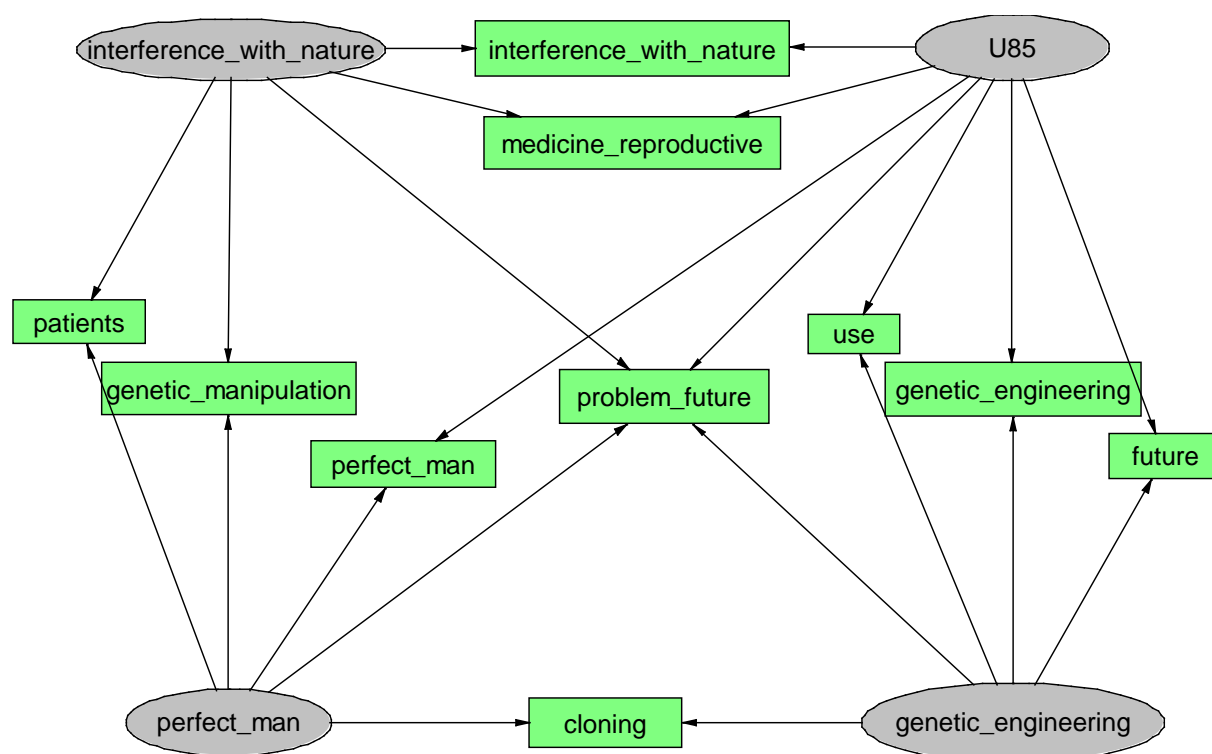 interference_with_nature
interference_with_nature
U85
medicine_reproductive
patients
use
genetic_manipulation
problem_future
genetic_engineering
perfect_man
future
perfect_man
cloning
genetic_engineering